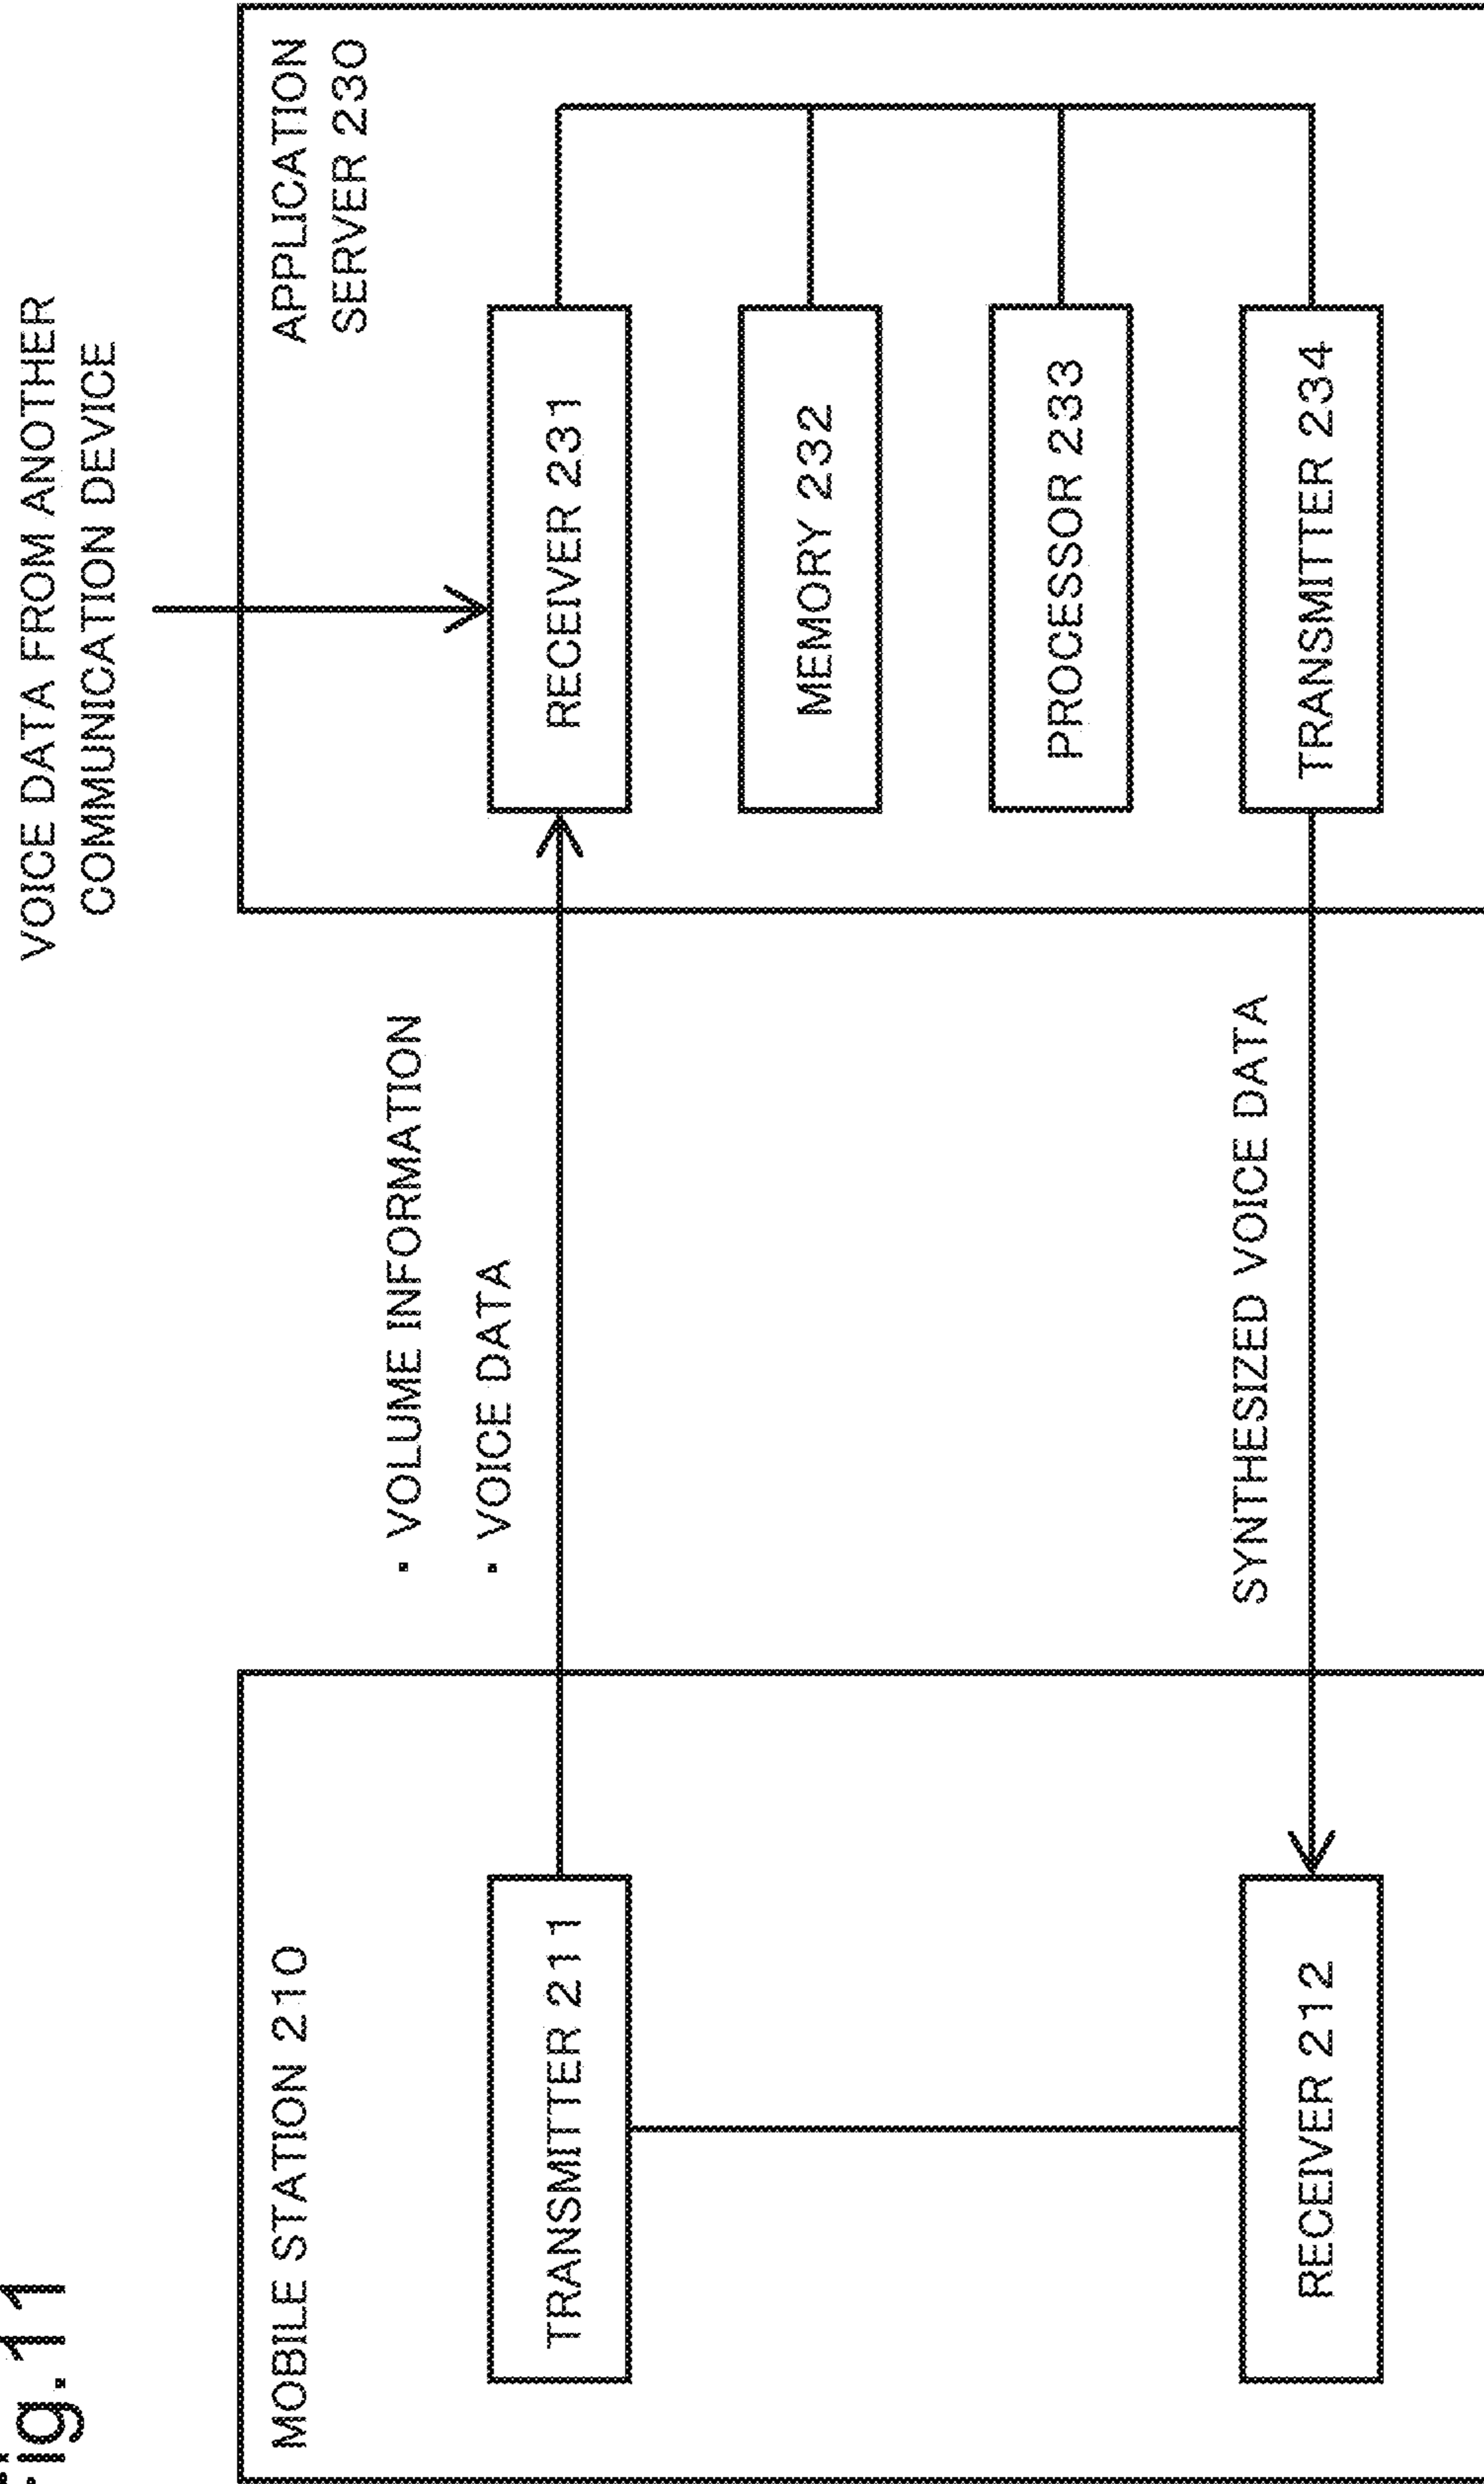 Fig.11
VOICE DATA FROM ANOTHER
COMMUNICATION DEVICE
MOBILE STATION 210
TRANSMITTER 211
RECEIVER 212
· VOLUME INFORMATION
· VOICE DATA
SYNTHESIZED VOICE DATA
APPLICATION
SERVER 230
RECEIVER 231
MEMORY 232
PROCESSOR 233
TRANSMITTER 234